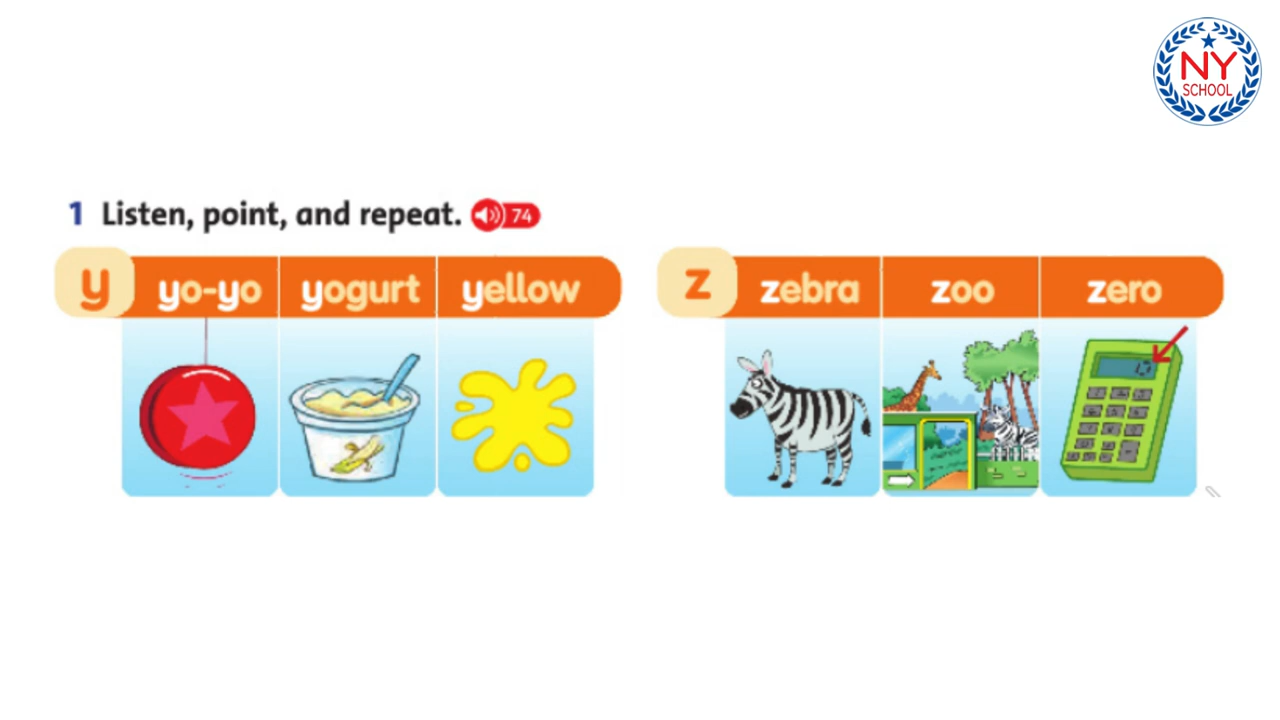 NY
SCHOOL
1 Listen, point, and repeat. 74
y yo-yo yogurt yellow
z zebra zoo zero